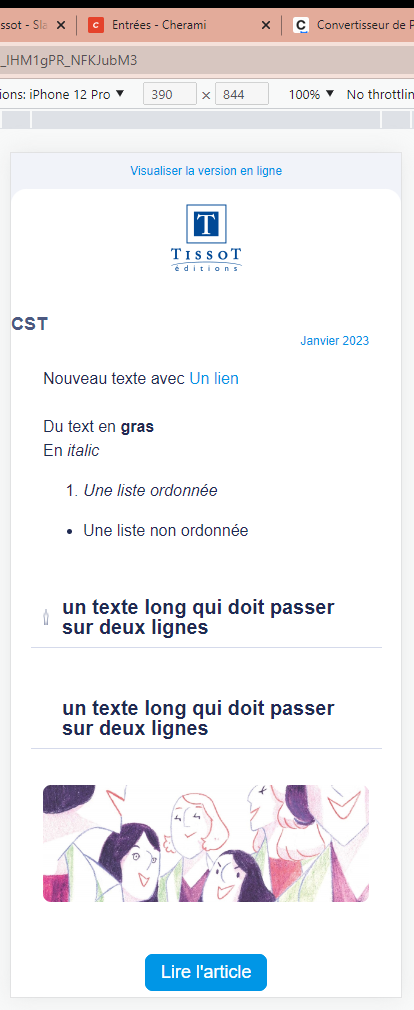 ssot - Sla
Entrées - Cherami
Convertisseur de P
_IHM1gPR_NFKJubM3
ions: iPhone 12 Pro
390
×
844
100%
No throttlin
Visualiser la version en ligne
T
TISSOT
éditions
CST
Janvier 2023
Nouveau texte avec Un lien
Du text en gras
En italic
1. Une liste ordonnée
• Une liste non ordonnée
un texte long qui doit passer
sur deux lignes
un texte long qui doit passer
sur deux lignes
Lire l'article